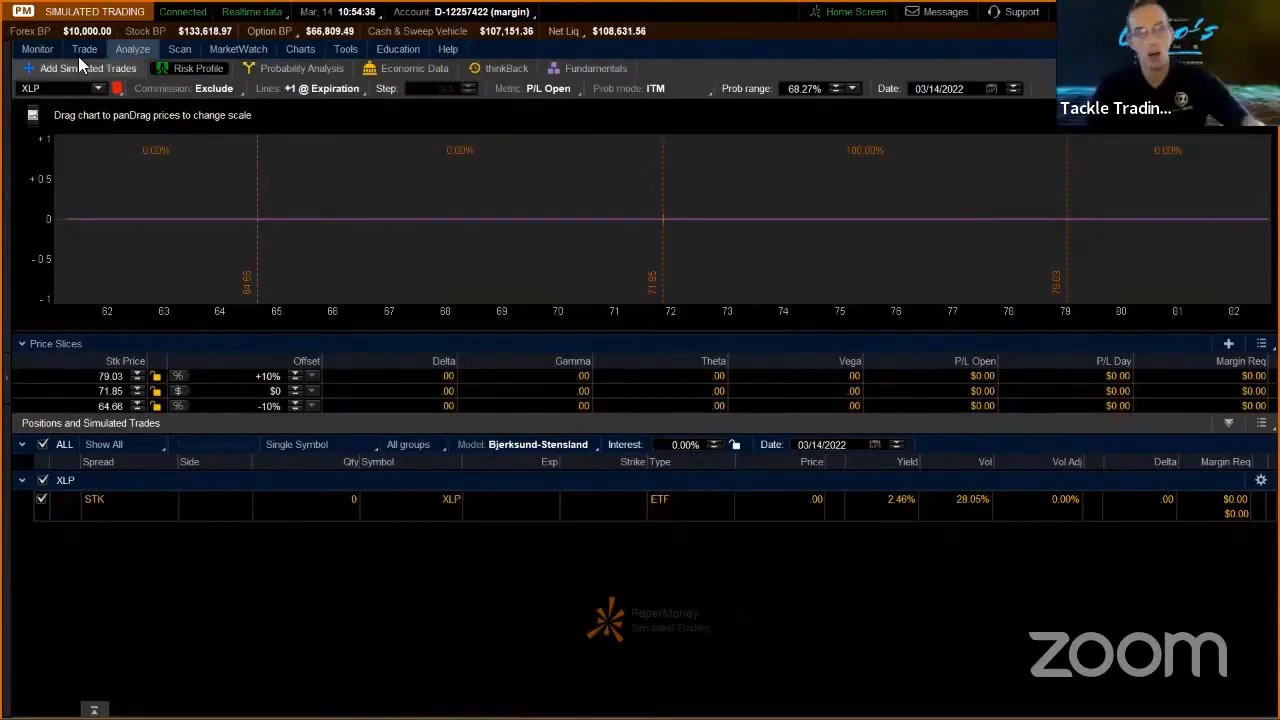 PM SIMULATED TRADING Connected Realtime data Mar, 14 10:54:35 Account: D-12257422 (margin) Home Screen Messages Support
Forex BP $10,000.00 Stock BP $133,618.97 Option BP $66,809.49 Cash & Sweep Vehicle $107,151.36 Net Liq $108,631.56
Monitor Trade Analyze Scan MarketWatch Charts Tools Education Help
Add Simulated Trades Risk Profile Probability Analysis Economic Data thinkBack Fundamentals
XLP Commission: Exclude Lines: +1 @ Expiration Step: Metric: P/L Open Prob mode: ITM Prob range: 68.27% Date: 03/14/2022
Tackle Tradin...
Drag chart to panDrag prices to change scale
+1
0.00% 0.00% 100.00% 0.00%
+0.5
0
-0.5
64.66 71.85 79.03
-1
62 63 64 65 66 67 68 69 70 71 72 73 74 75 76 77 78 79 80 81 82
Price Slices
Stk Price Offset Delta Gamma Theta Vega P/L Open P/L Day Margin Req
79.03 % +10% .00 .00 .00 .00 $0.00 $0.00 $0.00
71.85 $ $0 .00 .00 .00 .00 $0.00 $0.00 $0.00
64.66 % -10% .00 .00 .00 .00 $0.00 $0.00 $0.00
Positions and Simulated Trades
ALL Show All Single Symbol All groups Model: Bjerksund-Stensland Interest: 0.00% Date: 03/14/2022
Spread Side Qty Symbol Exp Strike Type Price Yield Vol Vol Adj Delta Margin Req
XLP
STK 0 XLP ETF .00 2.46% 28.05% 0.00% .00 $0.00
$0.00
PaperMoney
Simulated Trading
zoom